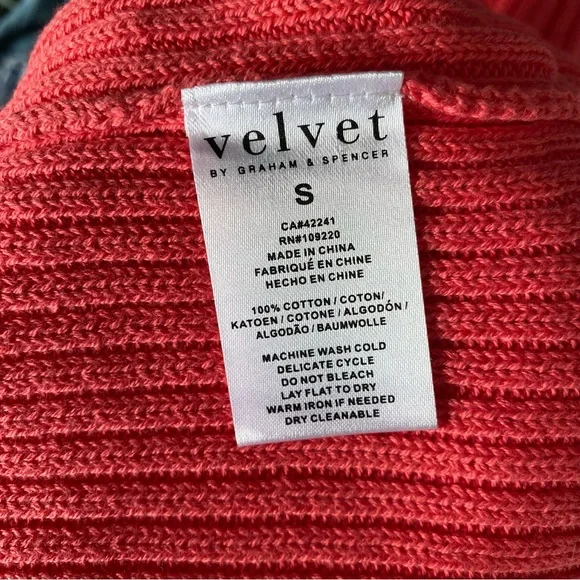 velvet
BY GRAHAM & SPENCER
S
CA#42241
RN#109220
MADE IN CHINA
FABRIQUÉ EN CHINE
HECHO EN CHINE
100% COTTON / COTON/
KATOEN / COTONE / ALGODÓN /
ALGODÃO / BAUMWOLLE
MACHINE WASH COLD
DELICATE CYCLE
DO NOT BLEACH
LAY FLAT TO DRY
WARM IRON IF NEEDED
DRY CLEANABLE